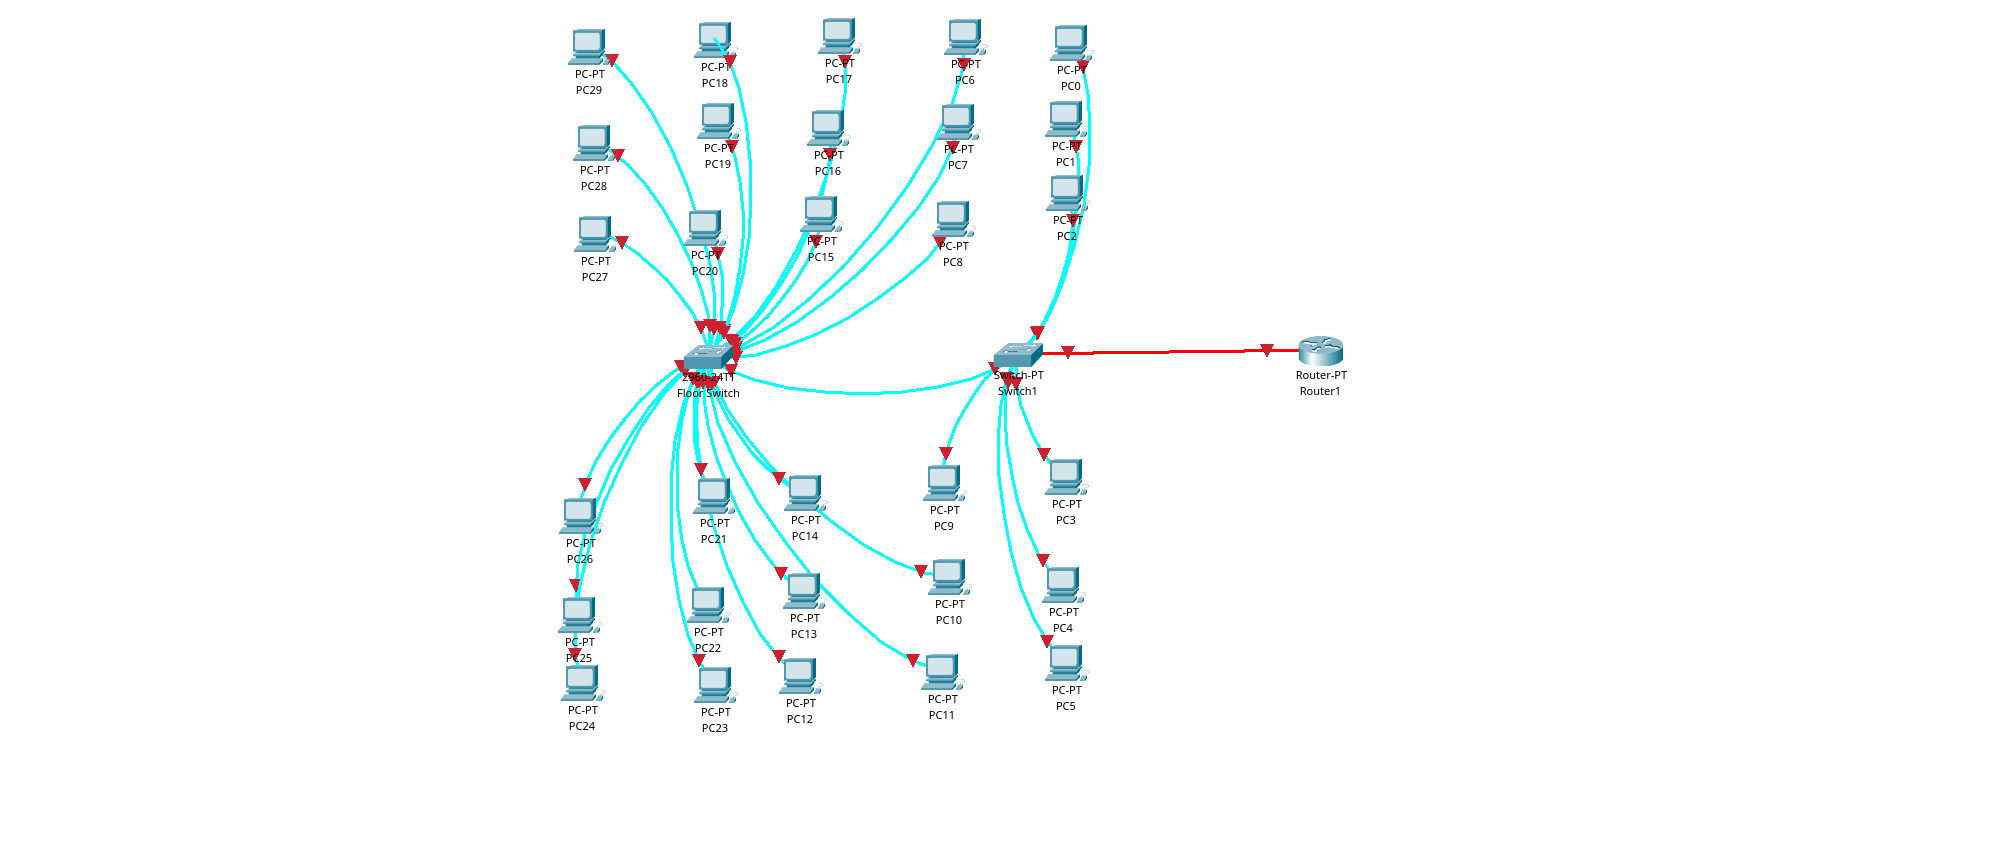 PC-PT
PC29
PC-PT
PC18
PC-PT
PC17
PC-PT
PC6
PC-PT
PC0
PC-PT
PC28
PC-PT
PC19
PC-PT
PC16
PC-PT
PC7
PC-PT
PC1
PC-PT
PC27
PC-PT
PC20
PC-PT
PC15
PC-PT
PC8
PC-PT
PC2
2960-24TT
Floor Switch
Switch-PT
Switch1
Router-PT
Router1
PC-PT
PC26
PC-PT
PC21
PC-PT
PC14
PC-PT
PC9
PC-PT
PC3
PC-PT
PC25
PC-PT
PC22
PC-PT
PC13
PC-PT
PC10
PC-PT
PC4
PC-PT
PC24
PC-PT
PC23
PC-PT
PC12
PC-PT
PC11
PC-PT
PC5